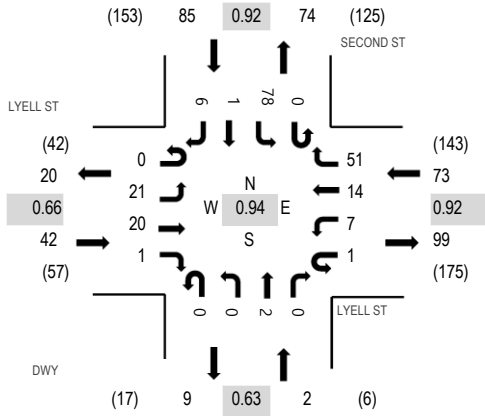 (153) 85 0.92 74 (125)
SECOND ST
LYELL ST
6 1 78 0
(42)
20
0.66
42
(57)
0
21
20
1
N
W 0.94 E
S
51
14
7
1
(143)
73
0.92
99
(175)
0 0 2 0
LYELL ST
DWY
(17) 9 0.63 2 (6)